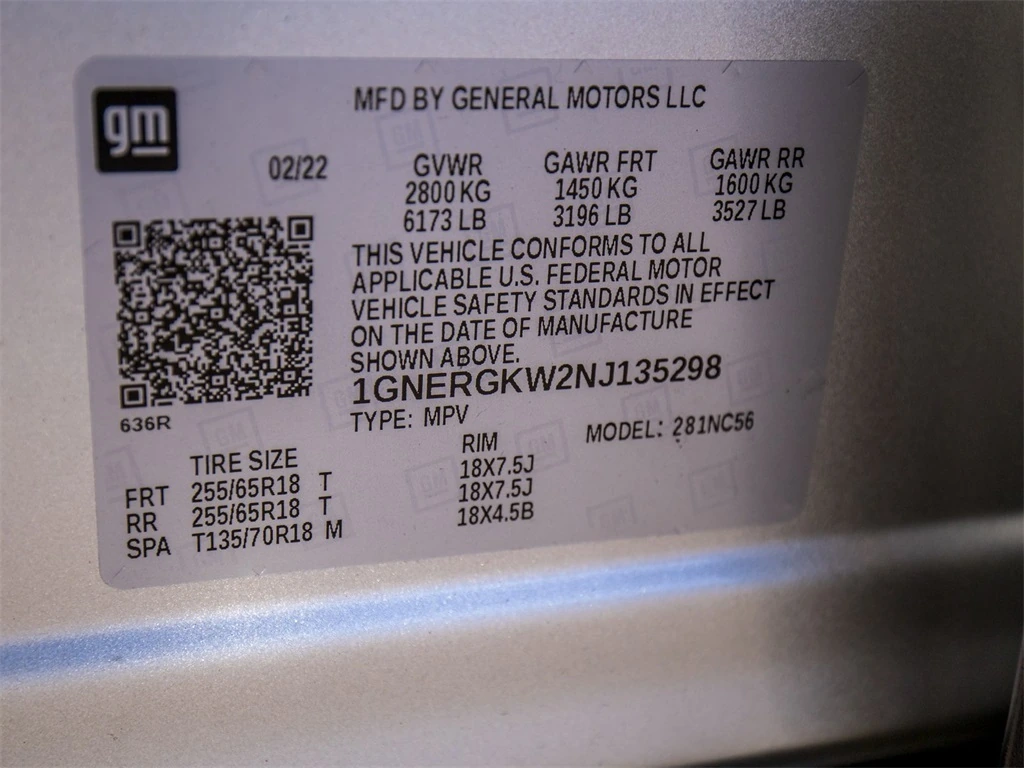 gm
MFD BY GENERAL MOTORS LLC
02/22 GVWR GAWR FRT GAWR RR
2800 KG 1450 KG 1600 KG
6173 LB 3196 LB 3527 LB
THIS VEHICLE CONFORMS TO ALL
APPLICABLE U.S. FEDERAL MOTOR
VEHICLE SAFETY STANDARDS IN EFFECT
ON THE DATE OF MANUFACTURE
SHOWN ABOVE.
1GNERGKW2NJ135298
636R
TYPE: MPV
MODEL: 281NC56
TIRE SIZE RIM
FRT 255/65R18 T 18X7.5J
RR 255/65R18 T 18X7.5J
SPA T135/70R18 M 18X4.5B